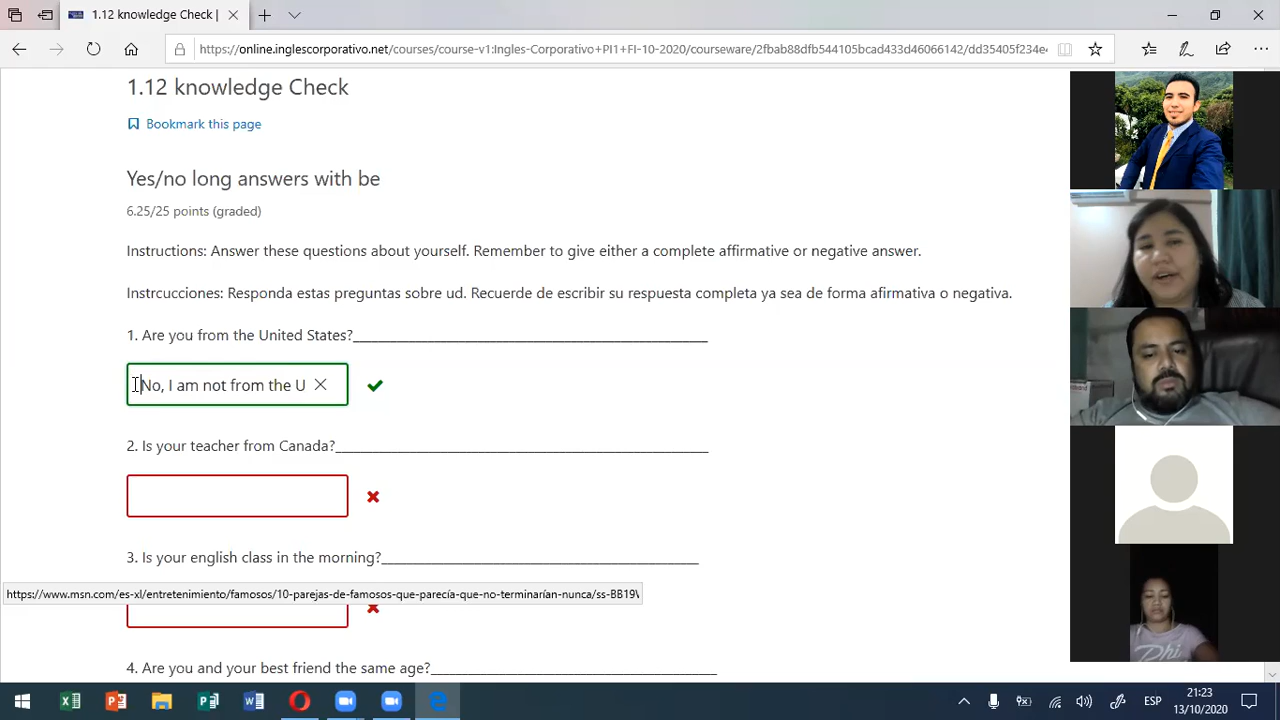 1.12 knowledge Check |
https://online.inglescorporativo.net/courses/course-v1:Ingles-Corporativo+PI1+FI-10-2020/courseware/2fbab88dfb544105bcad433d46066142/dd35405f234e
1.12 knowledge Check
Bookmark this page
Yes/no long answers with be
6.25/25 points (graded)
Instructions: Answer these questions about yourself. Remember to give either a complete affirmative or negative answer.
Instrucciones: Responda estas preguntas sobre ud. Recuerde de escribir su respuesta completa ya sea de forma afirmativa o negativa.
1. Are you from the United States?
No, I am not from the U
2. Is your teacher from Canada?
3. Is your english class in the morning?
https://www.msn.com/es-xl/entretenimiento/famosos/10-parejas-de-famosos-que-parecía-que-no-terminarían-nunca/ss-BB19V
4. Are you and your best friend the same age?
ESP
21:23
13/10/2020